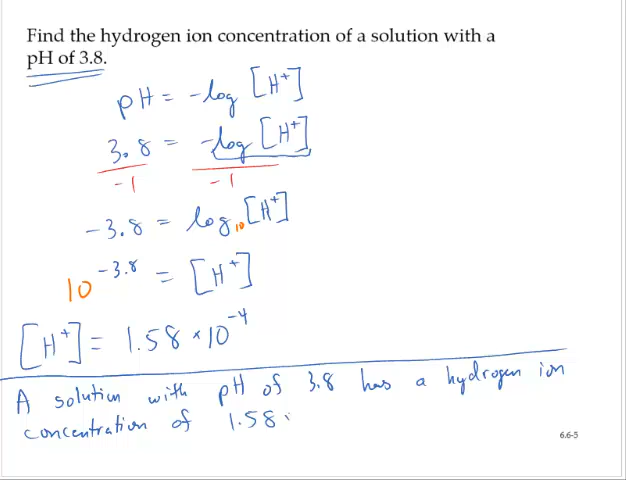 Find the hydrogen ion concentration of a solution with a
pH of 3.8.
pH = -log [H⁺]
3.8 = -log [H⁺]
-1 -1
-3.8 = log₁₀ [H⁺]
10^-3.8 = [H⁺]
[H⁺] = 1.58 × 10^-4
A solution with pH of 3.8 has a hydrogen ion
concentration of 1.58
6.6-5